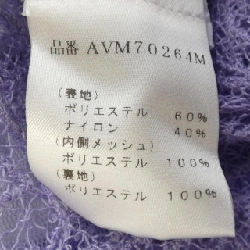 品番 AVM70264M
(表地)
ポリエステル 60%
ナイロン 40%
(内側メッシュ)
ポリエステル 100%
(裏地)
ポリエステル 100%